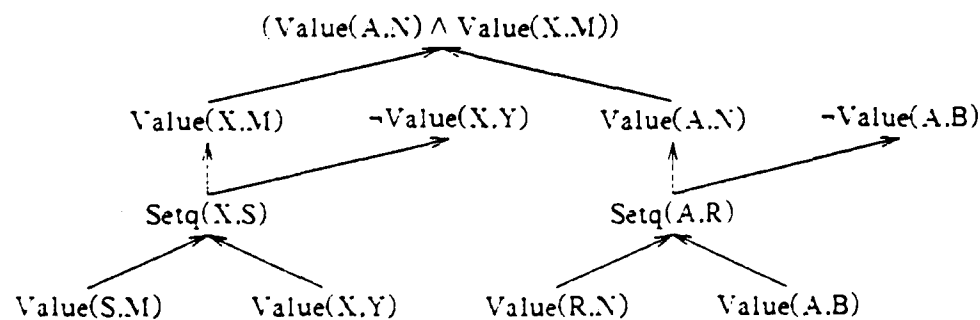 (Value(A.N) ∧ Value(X.M))
Value(X.M) ¬Value(X,Y) Value(A.N) ¬Value(A.B)
Setq(X.S) Setq(A.R)
Value(S.M) Value(X,Y) Value(R.N) Value(A.B)